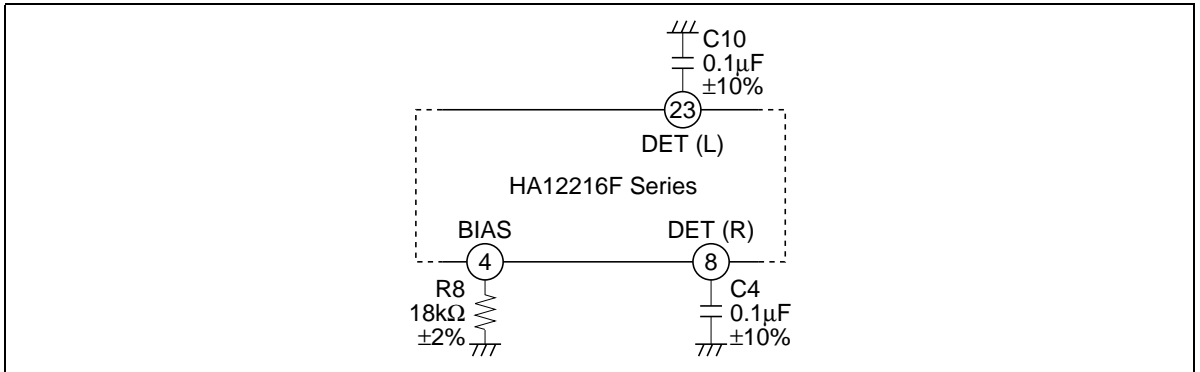 C10
0.1μF
±10%
23
DET (L)
HA12216F Series
BIAS
DET (R)
4
8
R8
18kΩ
±2%
C4
0.1μF
±10%